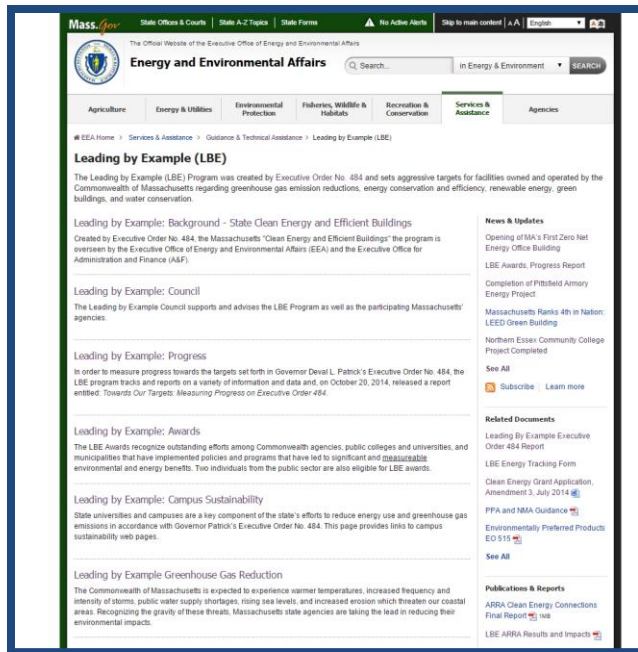 Mass.Gov
State Offices & Courts
State A-Z Topics
State Forms
No Active Alerts
Skip to main content
A A
English
The Official Website of the Executive Office of Energy and Environmental Affairs
Energy and Environmental Affairs
Search...
in Energy & Environment
SEARCH
Agriculture
Energy & Utilities
Environmental
Protection
Fisheries, Wildlife &
Habitats
Recreation &
Conservation
Services &
Assistance
Agencies
EEA Home > Services & Assistance > Guidance & Technical Assistance > Leading by Example (LBE)
Leading by Example (LBE)
The Leading by Example (LBE) Program was created by Executive Order No. 484 and sets aggressive targets for facilities owned and operated by the
Commonwealth of Massachusetts regarding greenhouse gas emission reductions, energy conservation and efficiency, renewable energy, green
buildings, and water conservation.
Leading by Example: Background - State Clean Energy and Efficient Buildings
Created by Executive Order No. 484, the Massachusetts "Clean Energy and Efficient Buildings" the program is
overseen by the Executive Office of Energy and Environmental Affairs (EEA) and the Executive Office for
Administration and Finance (A&F).
Leading by Example: Council
The Leading by Example Council supports and advises the LBE Program as well as the participating Massachusetts'
agencies.
Leading by Example: Progress
In order to measure progress towards the targets set forth in Governor Deval L. Patrick's Executive Order No. 484, the
LBE program tracks and reports on a variety of information and data and, on October 20, 2014, released a report
entitled: Towards Our Targets: Measuring Progress on Executive Order 484.
Leading by Example: Awards
The LBE Awards recognize outstanding efforts among Commonwealth agencies, public colleges and universities, and
municipalities that have implemented policies and programs that have led to significant and measureable
environmental and energy benefits. Two individuals from the public sector are also eligible for LBE awards.
Leading by Example: Campus Sustainability
State universities and campuses are a key component of the state's efforts to reduce energy use and greenhouse gas
emissions in accordance with Governor Patrick's Executive Order No. 484. This page provides links to campus
sustainability web pages.
Leading by Example Greenhouse Gas Reduction
The Commonwealth of Massachusetts is expected to experience warmer temperatures, increased frequency and
intensity of storms, public water supply shortages, rising sea levels, and increased erosion which threaten our coastal
areas. Recognizing the gravity of these threats, Massachusetts state agencies are taking the lead in reducing their
environmental impacts.
News & Updates
Opening of MA's First Zero Net
Energy Office Building
LBE Awards, Progress Report
Completion of Pittsfield Armory
Energy Project
Massachusetts Ranks 4th in Nation:
LEED Green Building
Northern Essex Community College
Project Completed
See All
Subscribe
Learn more
Related Documents
Leading By Example Executive
Order 484 Report
LBE Energy Tracking Form
Clean Energy Grant Application,
Amendment 3, July 2014
PPA and NMA Guidance
Environmentally Preferred Products
EO 515
See All
Publications & Reports
ARRA Clean Energy Connections
Final Report 1MB
LBE ARRA Results and Impacts